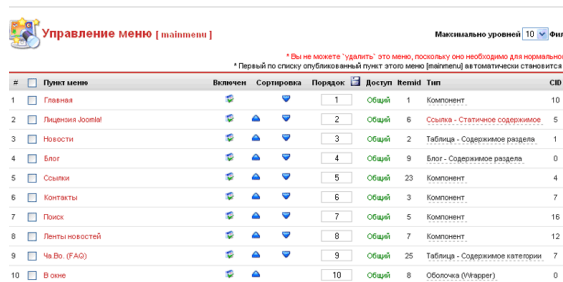 Управление меню [ mainmenu ] Максимально уровней 10 Фил
* Вы не можете 'удалить' это меню, поскольку оно необходимо для нормально
* Первый по списку опубликованный пункт этого меню [mainmenu] автоматически становится
# Пункт меню Включен Сортировка Порядок Доступ Itemid Тип CID
1 Главная 1 Общий 1 Компонент 10
2 Лицензия Joomla! 2 Общий 6 Ссылка - Статичное содержимое 5
3 Новости 3 Общий 2 Таблица - Содержимое раздела 1
4 Блог 4 Общий 9 Блог - Содержимое раздела 0
5 Ссылки 5 Общий 23 Компонент 4
6 Контакты 6 Общий 3 Компонент 7
7 Поиск 7 Общий 5 Компонент 16
8 Ленты новостей 8 Общий 7 Компонент 12
9 Ча.Во. (FAQ) 9 Общий 25 Таблица - Содержимое категории 7
10 В окне 10 Общий 8 Оболочка (Wrapper) 0